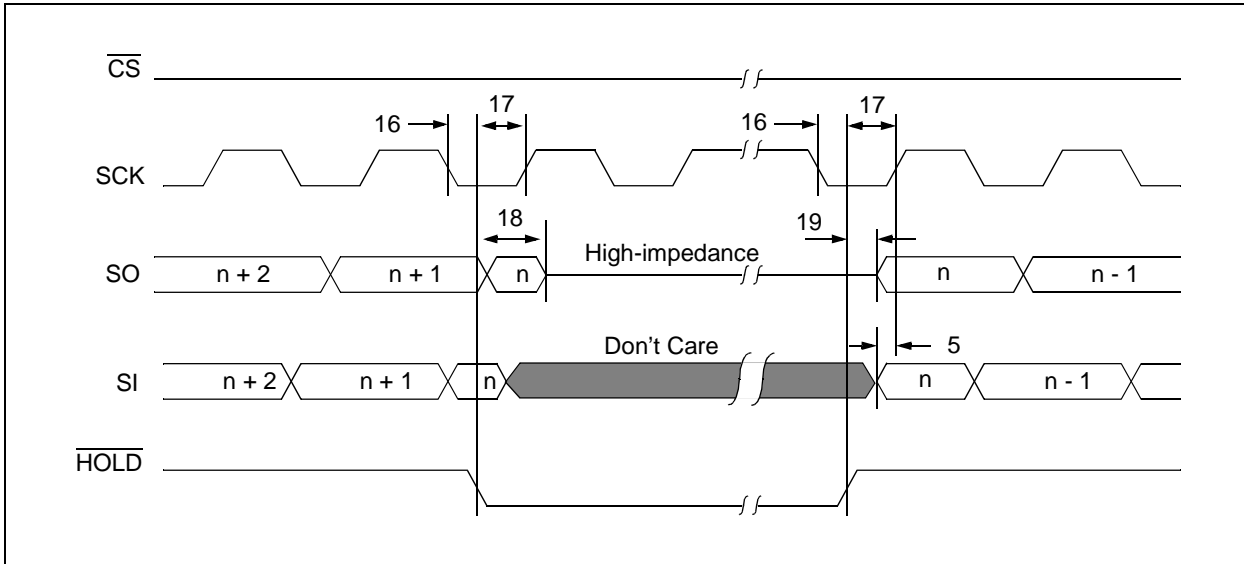 CS
17 17
16 16
SCK
18 19
High-impedance
SO n + 2 n + 1 n n n - 1
Don't Care 5
SI n + 2 n + 1 n n n - 1
HOLD